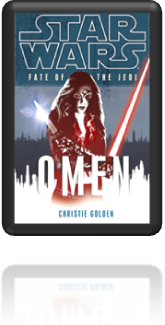 STAR
WARS
FATE OF THE JEDI
OMEN
CHRISTIE GOLDEN